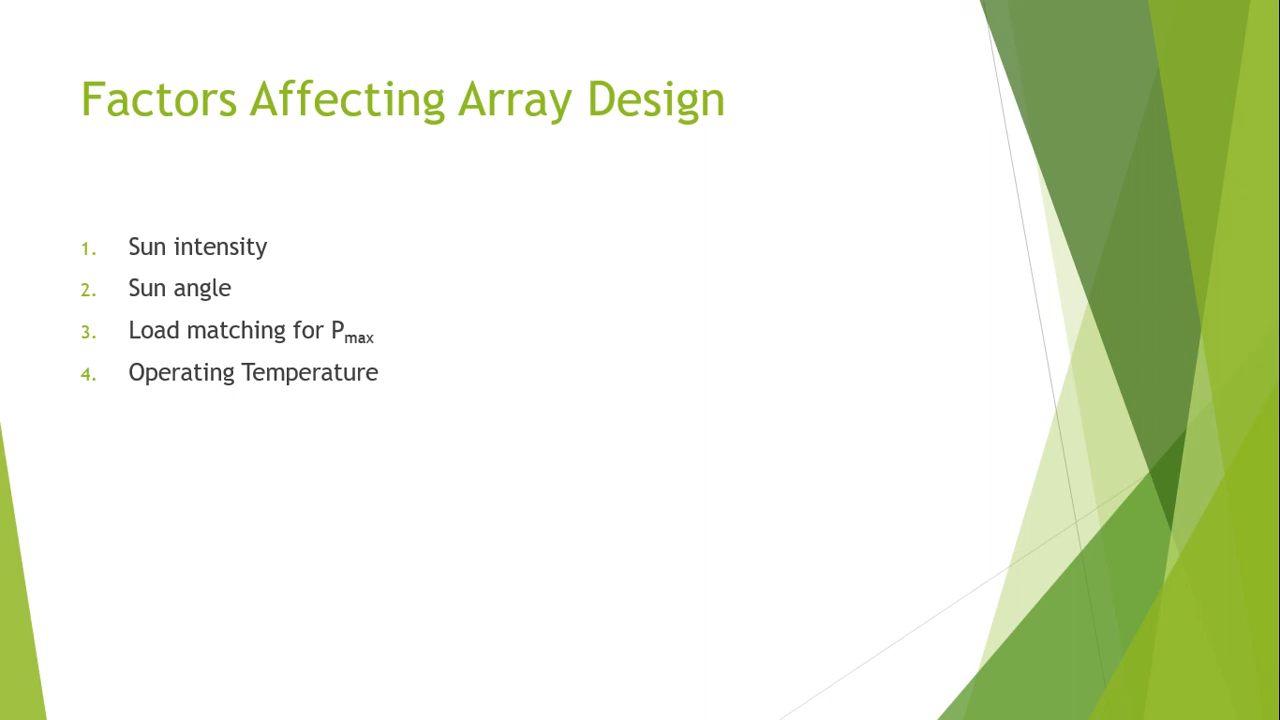 Factors Affecting Array Design
1. Sun intensity
2. Sun angle
3. Load matching for Pmax
4. Operating Temperature